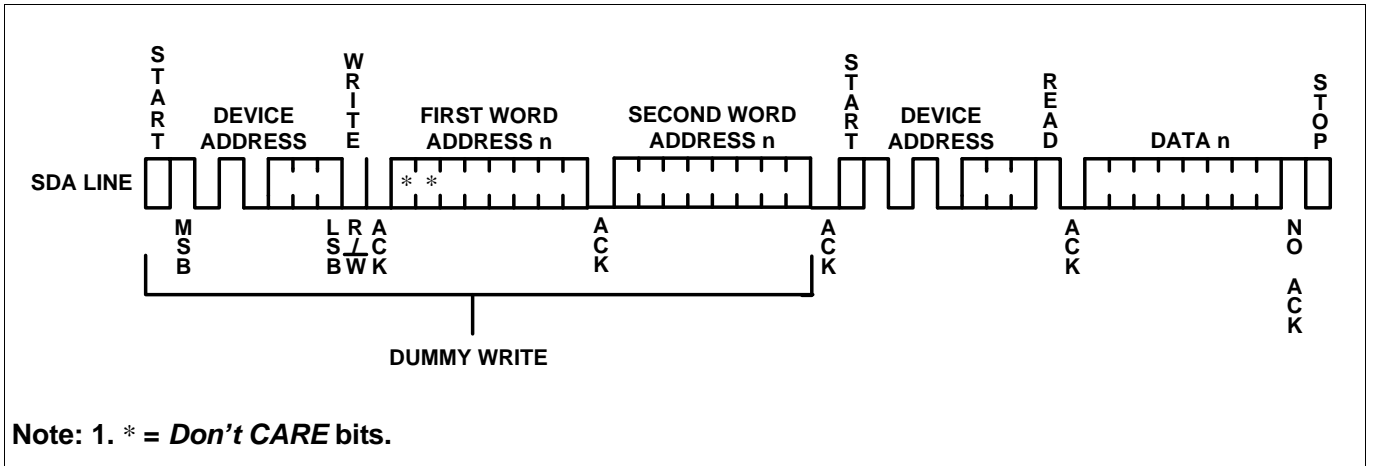 START
WRITE
START
READ
STOP
DEVICE
ADDRESS
FIRST WORD
ADDRESS n
SECOND WORD
ADDRESS n
DEVICE
ADDRESS
DATA n
SDA LINE
* *
MSB
LSB
R/W
ACK
ACK
ACK
ACK
NO ACK
DUMMY WRITE
Note: 1. * = Don't CARE bits.